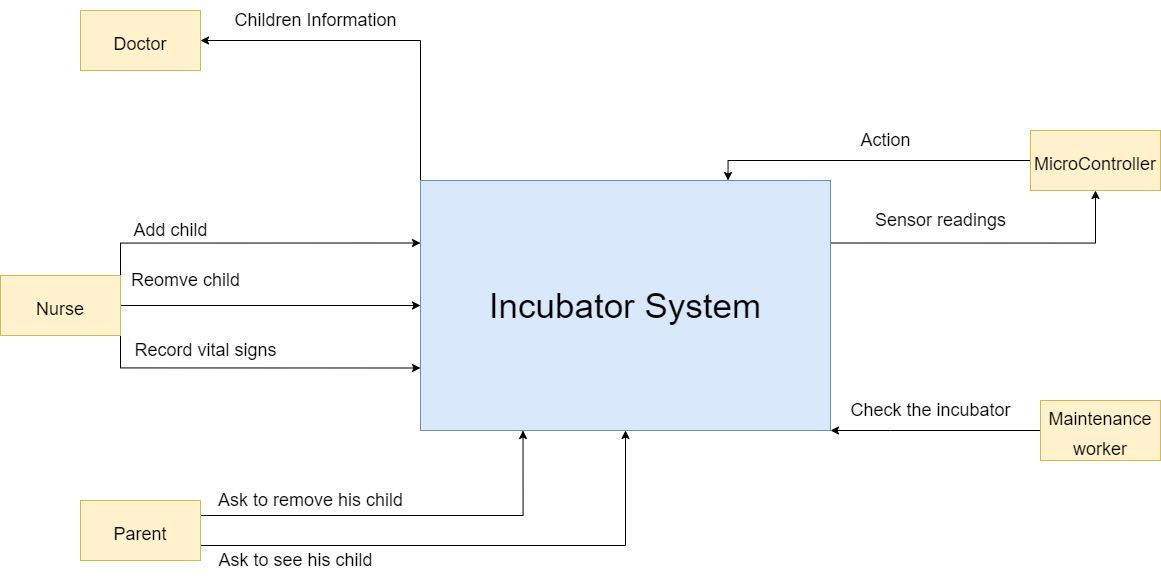 Children Information
Doctor
Action
MicroController
Sensor readings
Add child
Reomve child
Nurse
Incubator System
Record vital signs
Check the incubator
Maintenance
worker
Ask to remove his child
Parent
Ask to see his child